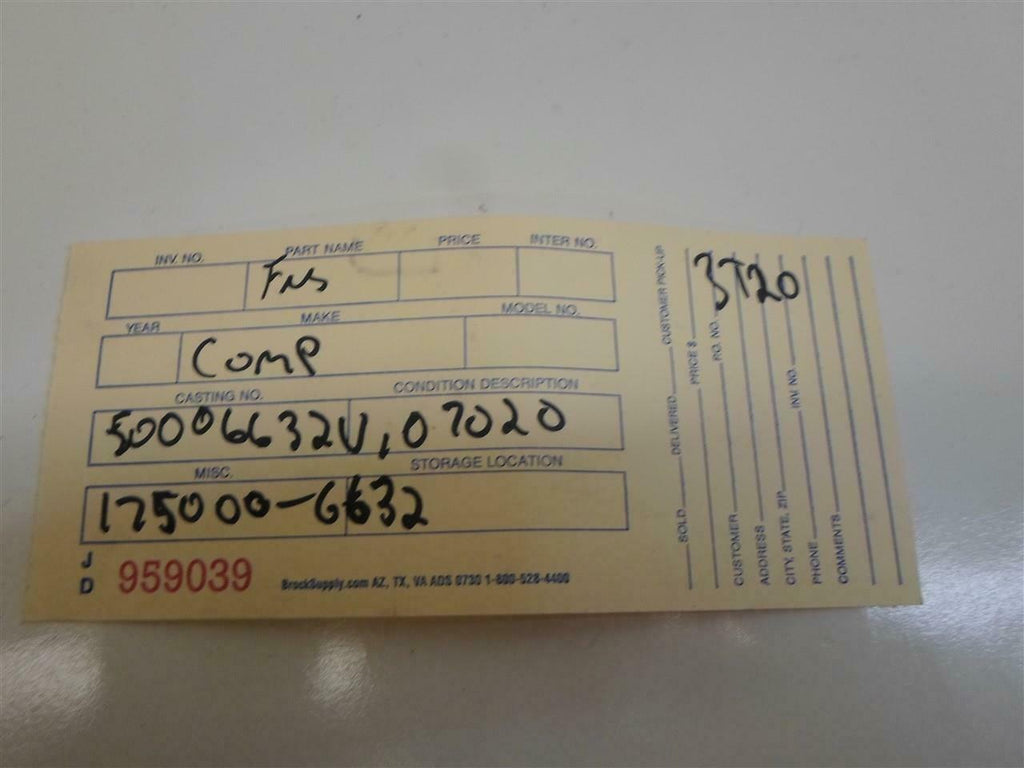 INV. NO. PART NAME PRICE INTER NO.
Fus
YEAR MAKE MODEL NO.
Comp
CASTING NO. CONDITION DESCRIPTION
50006632V, 07020
MISC. STORAGE LOCATION
175000-6632
J D 959039 BrockSupply.com AZ, TX, VA ADS 0730 1-800-528-4400
SOLD DELIVERED CUSTOMER PICK-UP
PRICE $
P.O. NO.
3T20
CUSTOMER
ADDRESS
CITY, STATE, ZIP INV NO.
PHONE
COMMENTS